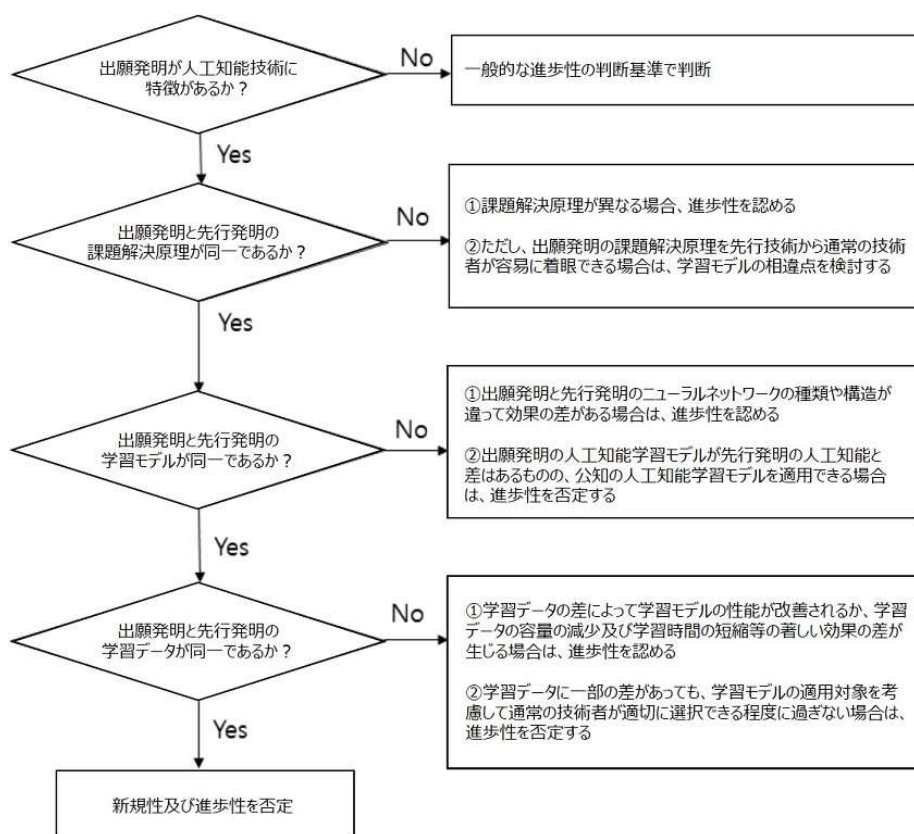 出願発明が人工知能技術に
特徴があるか？
No
一般的な進歩性の判断基準で判断
Yes
出願発明と先行発明の
課題解決原理が同一であるか？
No
①課題解決原理が異なる場合、進歩性を認める
②ただし、出願発明の課題解決原理を先行技術から通常の技術
者が容易に着眼できる場合は、学習モデルの相違点を検討する
Yes
出願発明と先行発明の
学習モデルが同一であるか？
No
①出願発明と先行発明のニューラルネットワークの種類や構造が
違って効果の差がある場合は、進歩性を認める
②出願発明の人工知能学習モデルが先行発明の人工知能と
差はあるものの、公知の人工知能学習モデルを適用できる場合
は、進歩性を否定する
Yes
出願発明と先行発明の
学習データが同一であるか？
No
①学習データの差によって学習モデルの性能が改善されるか、学習
データの容量の減少及び学習時間の短縮等の著しい効果の差が
生じる場合は、進歩性を認める
②学習データに一部の差があっても、学習モデルの適用対象を考
慮して通常の技術者が適切に選択できる程度に過ぎない場合は、
進歩性を否定する
Yes
新規性及び進歩性を否定